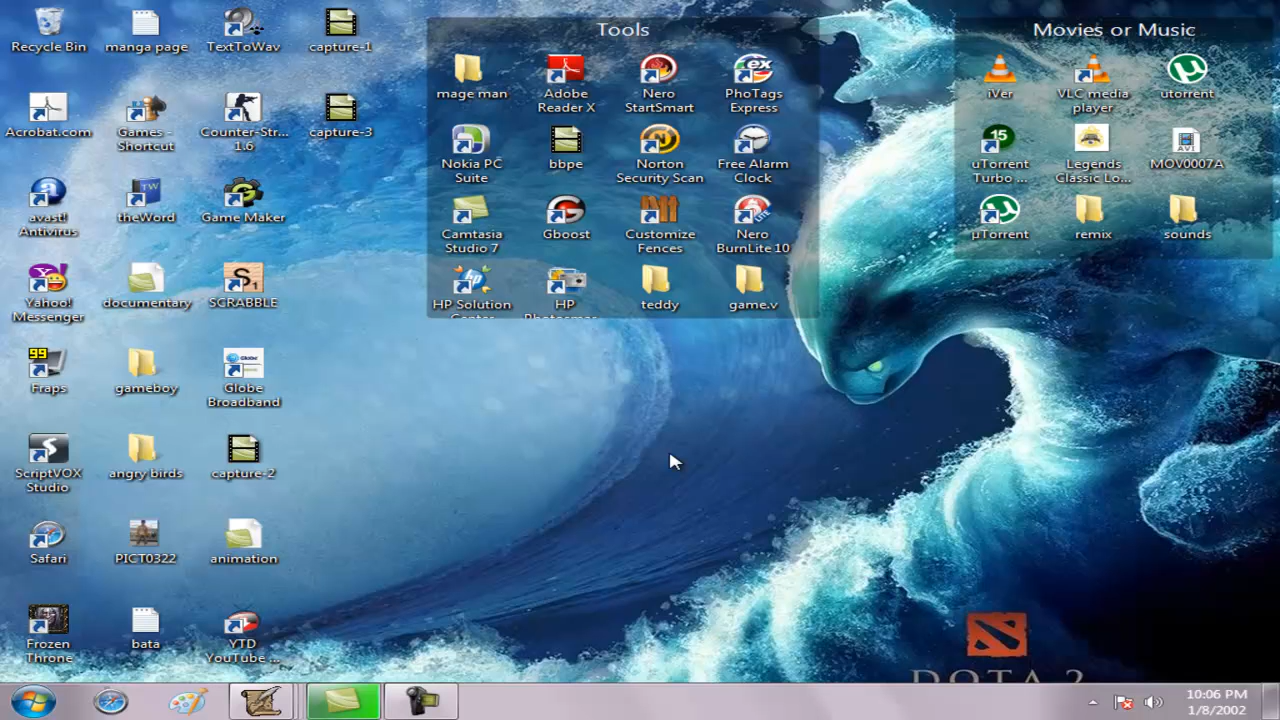 Recycle Bin
manga page
TextToWav
capture-1
Acrobat.com
Games -
Shortcut
Counter-Str...
1.6
capture-3
avast!
Antivirus
theWord
Game Maker
Yahoo!
Messenger
documentary
SCRABBLE
99
Fraps
gameboy
Globe
Broadband
ScriptVOX
Studio
angry birds
capture-2
Safari
PICT0322
animation
Frozen
Throne
bata
YTD
YouTube ...
Tools
mage man
Adobe
Reader X
Nero
StartSmart
PhoTags
Express
Nokia PC
Suite
bbpe
Norton
Security Scan
Free Alarm
Clock
Camtasia
Studio 7
Gboost
Customize
Fences
Nero
BurnLite 10
HP Solution
HP
teddy
game.v
Movies or Music
iVer
VLC media
player
utorrent
15
uTorrent
Turbo ...
Legends
Classic Lo...
AVI
MOV0007A
µTorrent
remix
sounds
DOTA 2
10:06 PM
1/8/2002